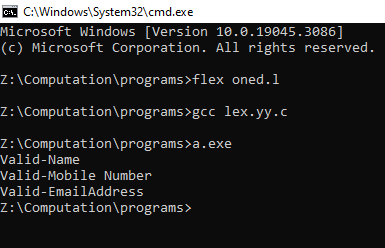 C:\Windows\System32\cmd.exe
Microsoft Windows [Version 10.0.19045.3086]
(c) Microsoft Corporation. All rights reserved.
Z:\Computation\programs>flex oned.l
Z:\Computation\programs>gcc lex.yy.c
Z:\Computation\programs>a.exe
Valid-Name
Valid-Mobile Number
Valid-EmailAddress
Z:\Computation\programs>